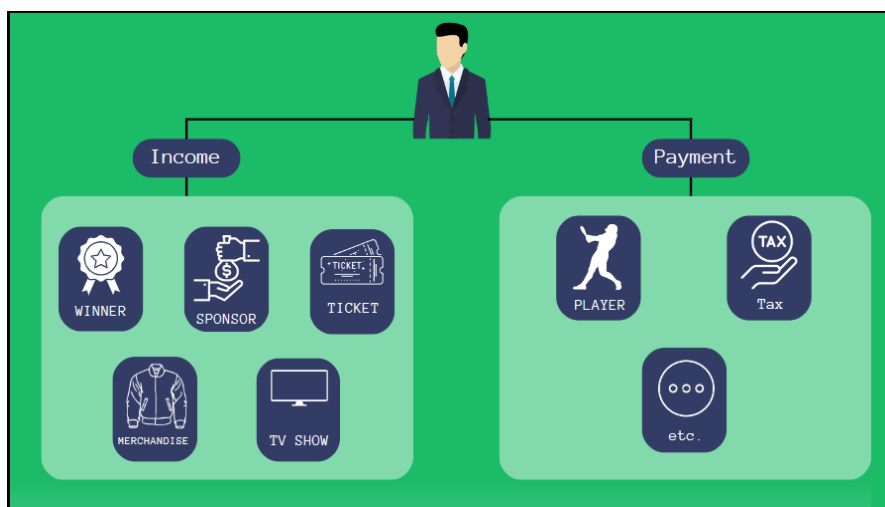 Income
Payment
WINNER
$
SPONSOR
TICKET
TICKET
MERCHANDISE
TV SHOW
PLAYER
TAX
Tax
etc.